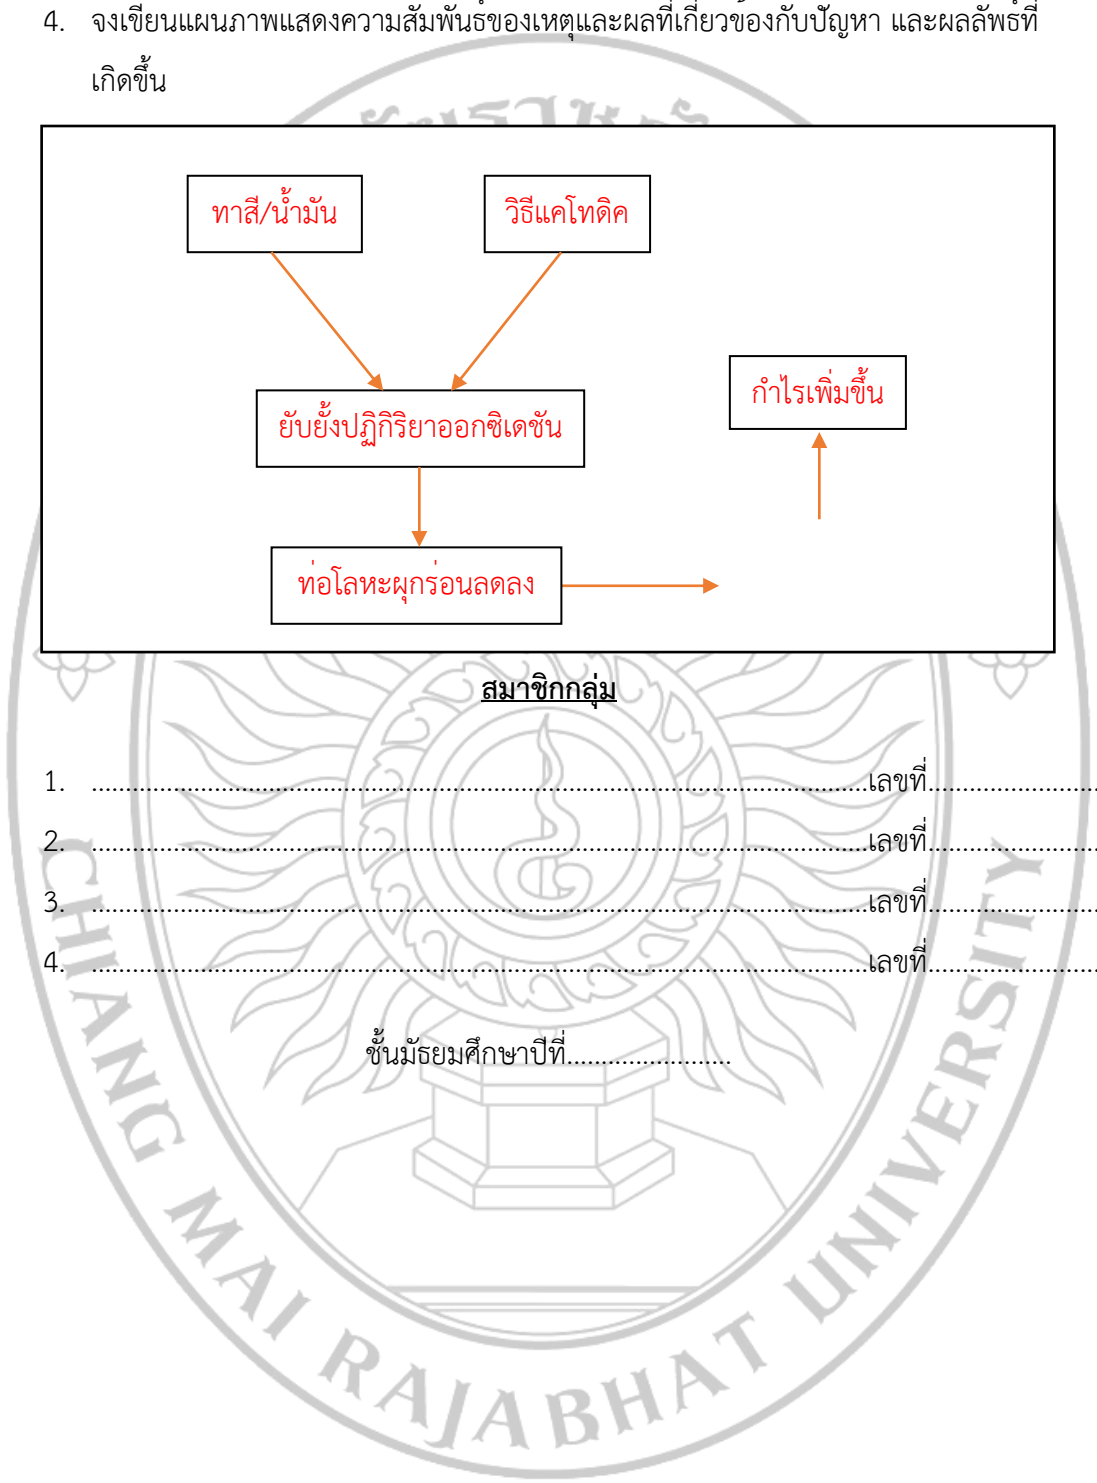 4. จงเขียนแผนภาพแสดงความสัมพันธ์ของเหตุและผลที่เกี่ยวข้องกับปัญหา และผลลัพธ์ที่
เกิดขึ้น
ทาสี/น้ำมัน
วิธีแคโทดิค
กำไรเพิ่มขึ้น
ยับยั้งปฏิกิริยาออกซิเดชัน
ท่อโลหะผุกร่อนลดลง
สมาชิกกลุ่ม
1. ........................................................................................เลขที่........................
2. ........................................................................................เลขที่........................
3. ........................................................................................เลขที่........................
4. ........................................................................................เลขที่........................
ชั้นมัธยมศึกษาปีที่........................
CHIANG MAI RAJABHAT UNIVERSITY